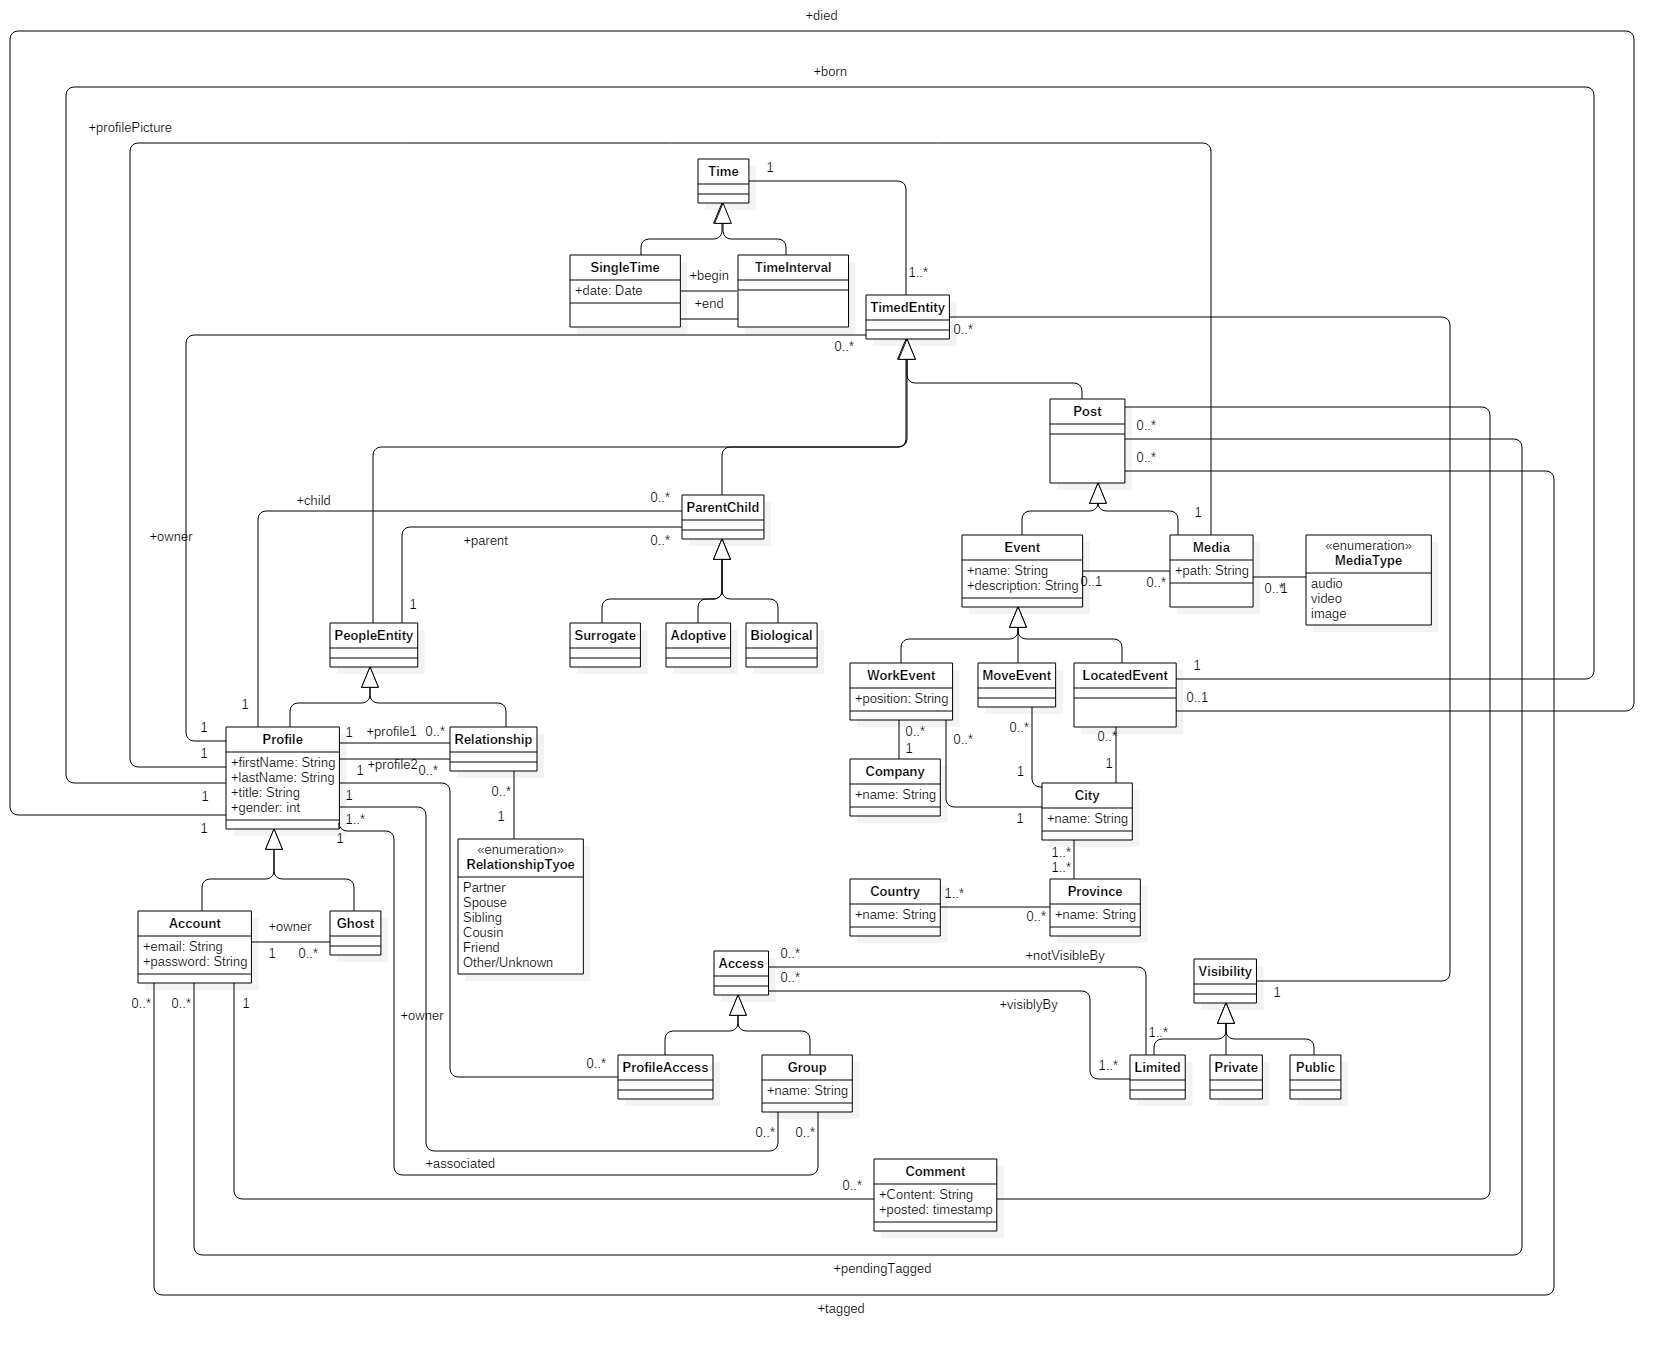 +died
+born
+profilePicture
Time
1
SingleTime
+date: Date
+begin
+end
TimeInterval
1..*
TimedEntity
0..*
0..*
Post
0..*
0..*
+child
0..*
ParentChild
+parent
0..*
+owner
1
Event
+name: String
+description: String
0..1
0..*
Media
+path: String
0..*
1
«enumeration»
MediaType
audio
video
image
1
PeopleEntity
Surrogate
Adoptive
Biological
WorkEvent
+position: String
MoveEvent
LocatedEvent
1
0..1
1
1
1
1
1
Profile
+firstName: String
+lastName: String
+title: String
+gender: int
1
+profile1
0..*
1
+profile2
0..*
1
1..*
1
Relationship
0..*
1
«enumeration»
RelationshipTyoe
Partner
Spouse
Sibling
Cousin
Friend
Other/Unknown
0..*
1
0..*
0..*
1
0..*
1
1
Company
+name: String
City
+name: String
1..*
1..*
Country
+name: String
1..*
0..*
Province
+name: String
Account
+email: String
+password: String
+owner
1
0..*
Ghost
0..*
0..*
1
+owner
Access
0..*
0..*
+notVisibleBy
+visiblyBy
Visibility
1
1..*
1..*
0..*
ProfileAccess
Group
+name: String
Limited
Private
Public
0..*
0..*
+associated
0..*
Comment
+Content: String
+posted: timestamp
+pendingTagged
+tagged